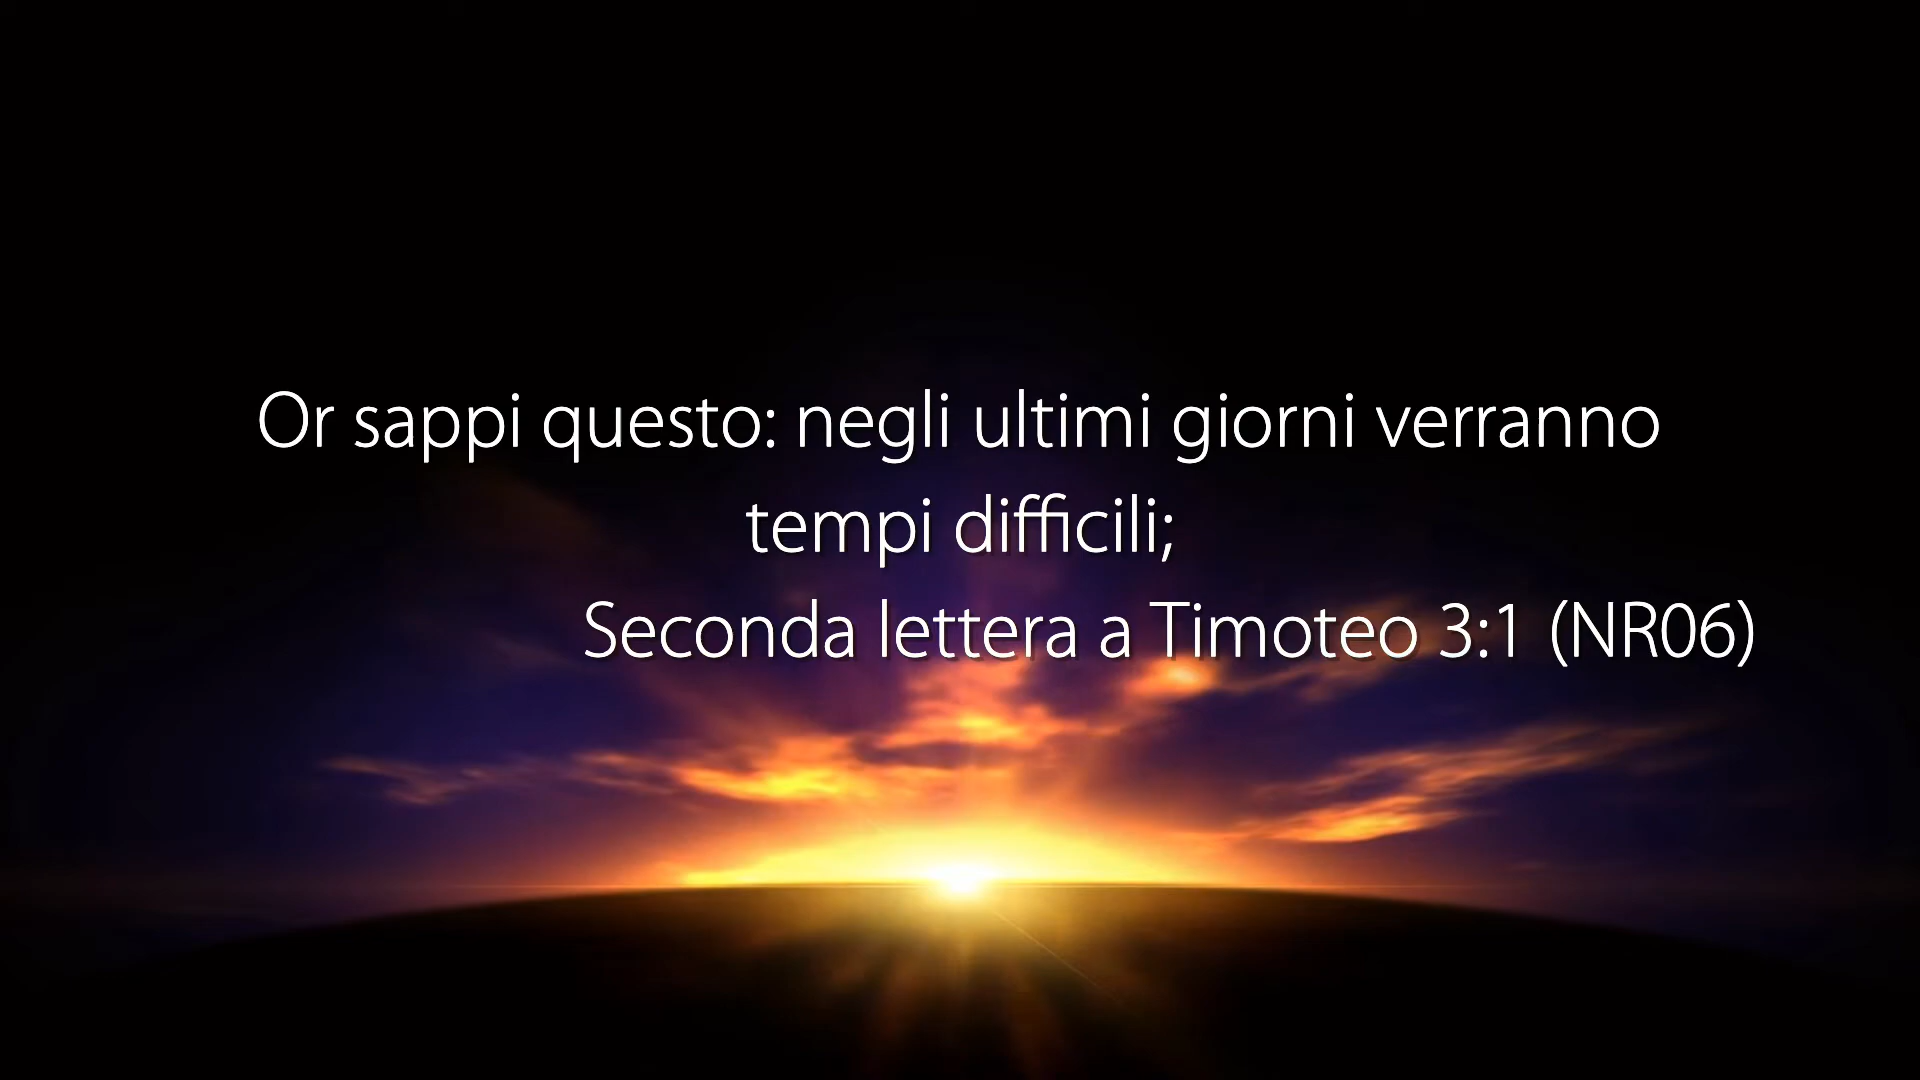 Or sappi questo: negli ultimi giorni verranno
tempi difficili;
Seconda lettera a Timoteo 3:1 (NR06)